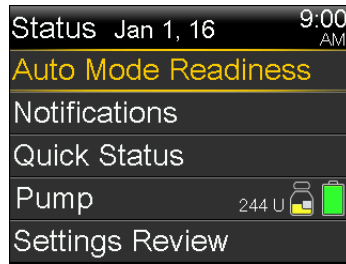 Status Jan 1, 16 9:00 AM
Auto Mode Readiness
Notifications
Quick Status
Pump 244 U
Settings Review